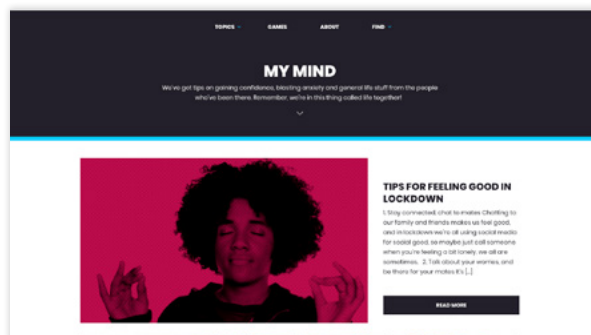 TOPICS
GAMES
ABOUT
FIND
MY MIND
We've got tips on gaining confidence, blasting anxiety and general life stuff from the people
who've been there. Remember, we're in this thing called life together!
TIPS FOR FEELING GOOD IN
LOCKDOWN
1. Stay connected, chat to mates Chatting to
our family and friends makes us feel good,
and in lockdown we're all using social media
for social good, so maybe just call someone
when you're feeling a bit lonely, we all are
sometimes. 2. Talk about your worries, and
be there for your mates It's [...]
READ MORE